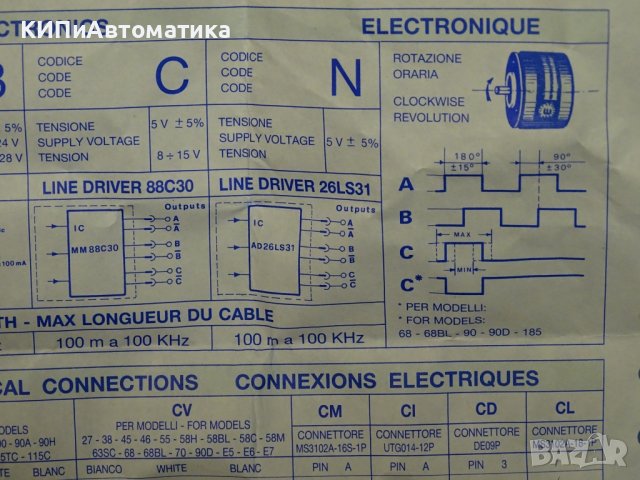 ELECTRONIQUE
КИПиАвтоматика
CODICE
CODE
CODE
C
CODICE
CODE
CODE
N
ROTAZIONE
ORARIA
CLOCKWISE
REVOLUTION
5%
24 V
28 V
TENSIONE
SUPPLY VOLTAGE
TENSION
5 V ± 5%
8 ÷ 15 V
TENSIONE
SUPPLY VOLTAGE
TENSION
5 V ± 5%
180°
± 15°
90°
± 30°
A
B
C
C*
MAX
MIN
LINE DRIVER 88C30
LINE DRIVER 26LS31
Outputs
IC
MM88C30
A
A̅
B
B̅
C
C̅
Outputs
IC
AD26LS31
A
A̅
B
B̅
C
C̅
100 mA
* PER MODELLI:
* FOR MODELS:
68 - 68BL - 90 - 90D - 185
TH - MAX LONGUEUR DU CABLE
100 m a 100 KHz
100 m a 100 KHz
CAL CONNECTIONS
CONNEXIONS ELECTRIQUES
MODELS
90 - 90A - 90H
115C
BLANC
CV
PER MODELLI - FOR MODELS
27 - 38 - 45 - 46 - 55 - 58H - 58BL - 58C - 58M
63SC - 68 - 68BL - 70 - 90D - E5 - E6 - E7
BIANCO
WHITE
BLANC
CM
CONNETTORE
MS3102A-16S-1P
PIN
A
CI
CONNETTORE
UTG014-12P
PIN
A
CD
CONNETTORE
DE09P
PIN
3
CL
CONNETTORE
BAZAR